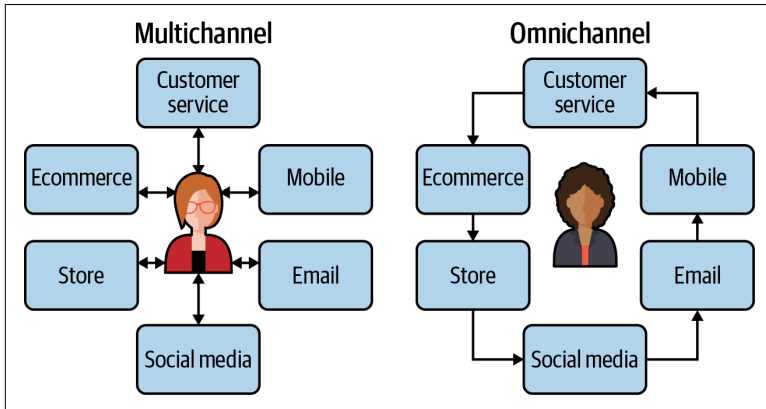 Multichannel
Customer
service
Ecommerce
Mobile
Store
Email
Social media
Omnichannel
Customer
service
Ecommerce
Mobile
Store
Email
Social media